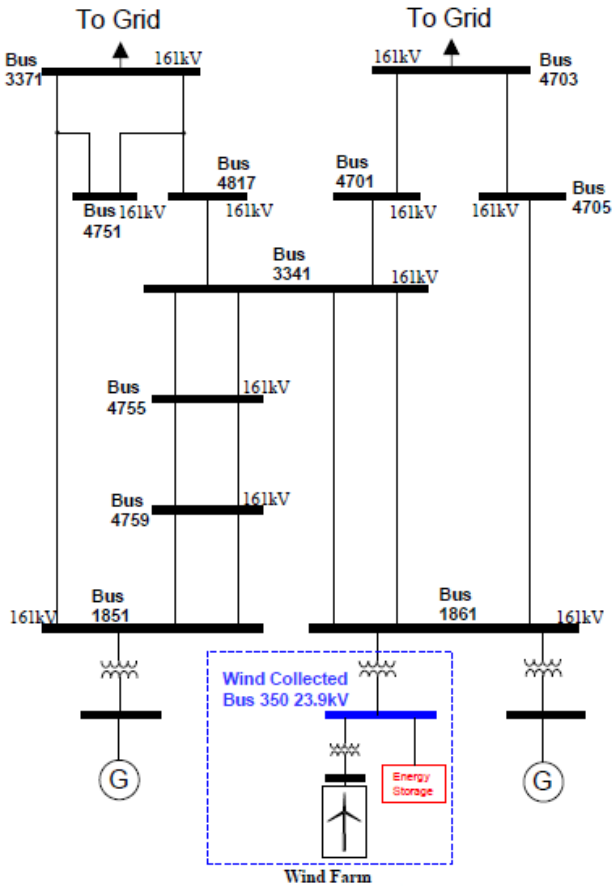 To Grid
To Grid
Bus
3371
161kV
161kV
Bus
4703
Bus
4817
Bus
4701
Bus
4705
Bus
4751
161kV
161kV
161kV
161kV
Bus
3341
161kV
Bus
4755
161kV
Bus
4759
161kV
161kV
Bus
1851
Bus
1861
161kV
Wind Collected
Bus 350 23.9kV
Energy
Storage
G
G
Wind Farm